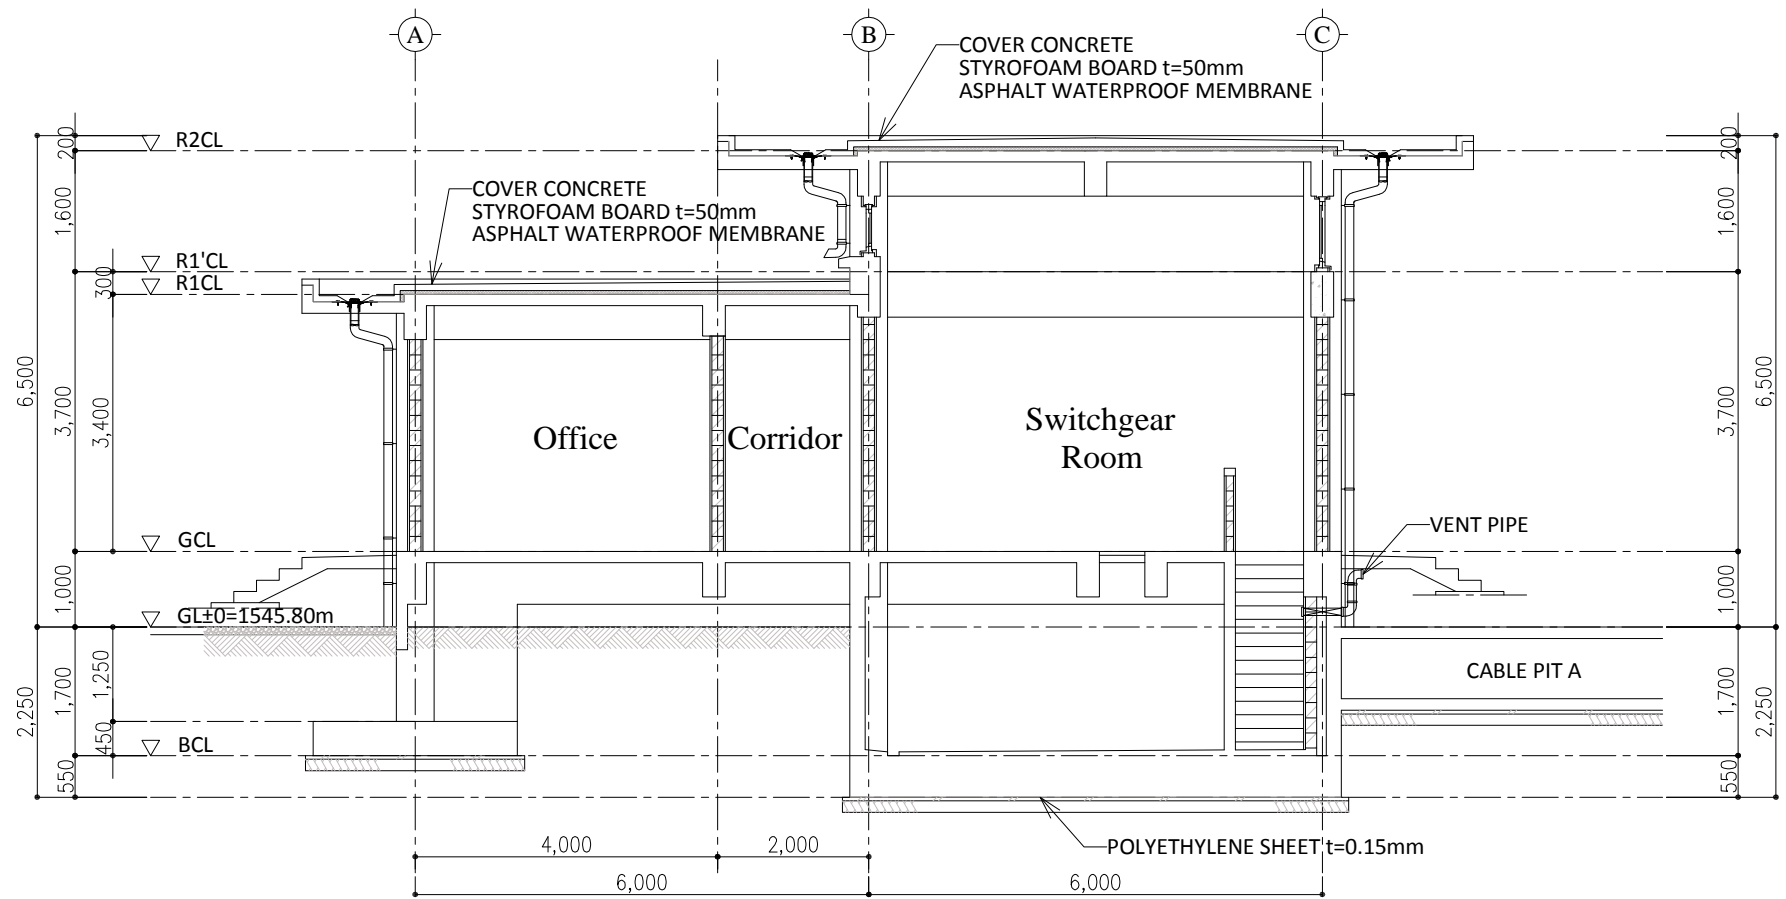 A
B
C
COVER CONCRETE
STYROFOAM BOARD t=50mm
ASPHALT WATERPROOF MEMBRANE
R2CL
200
200
COVER CONCRETE
STYROFOAM BOARD t=50mm
ASPHALT WATERPROOF MEMBRANE
1,600
1,600
R1'CL
300
R1CL
6,500
3,700
3,400
Office
Corridor
Switchgear
Room
3,700
6,500
VENT PIPE
GCL
1,000
1,000
GL±0=1545.80m
CABLE PIT A
2,250
1,700
1,250
450
1,700
2,250
BCL
550
550
4,000
2,000
POLYETHYLENE SHEET t=0.15mm
6,000
6,000